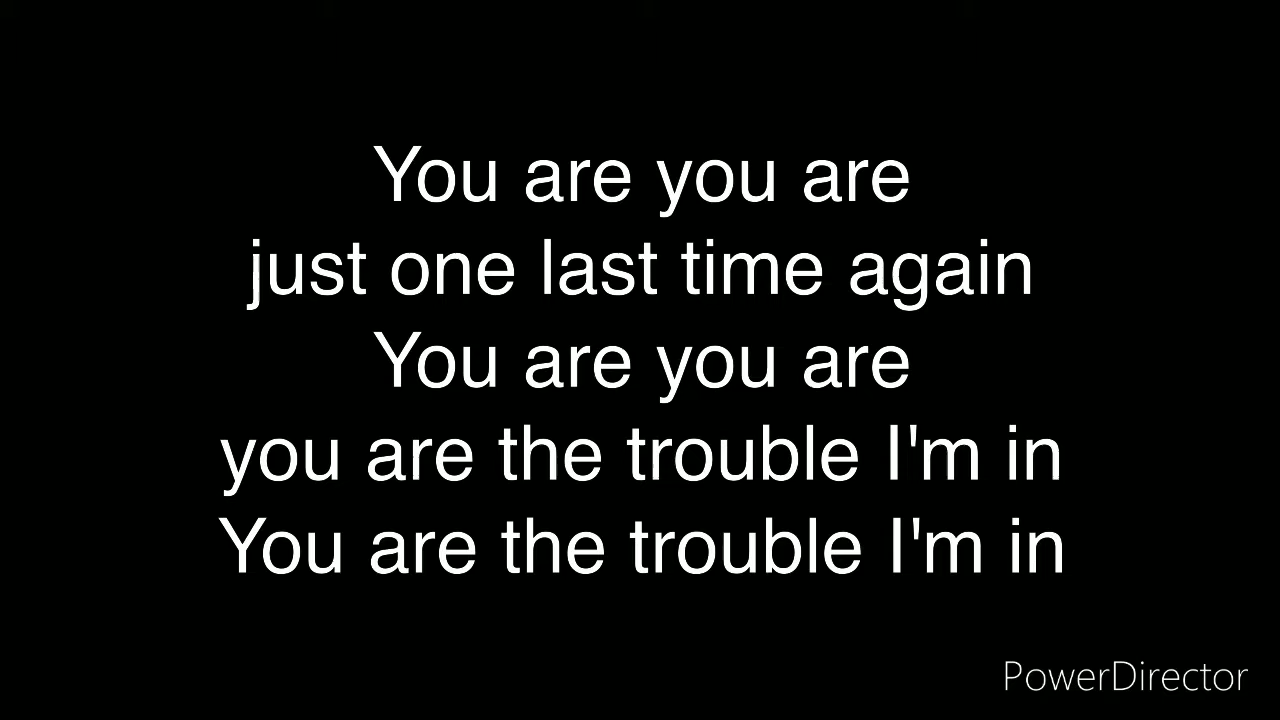 You are you are
just one last time again
You are you are
you are the trouble I'm in
You are the trouble I'm in
PowerDirector